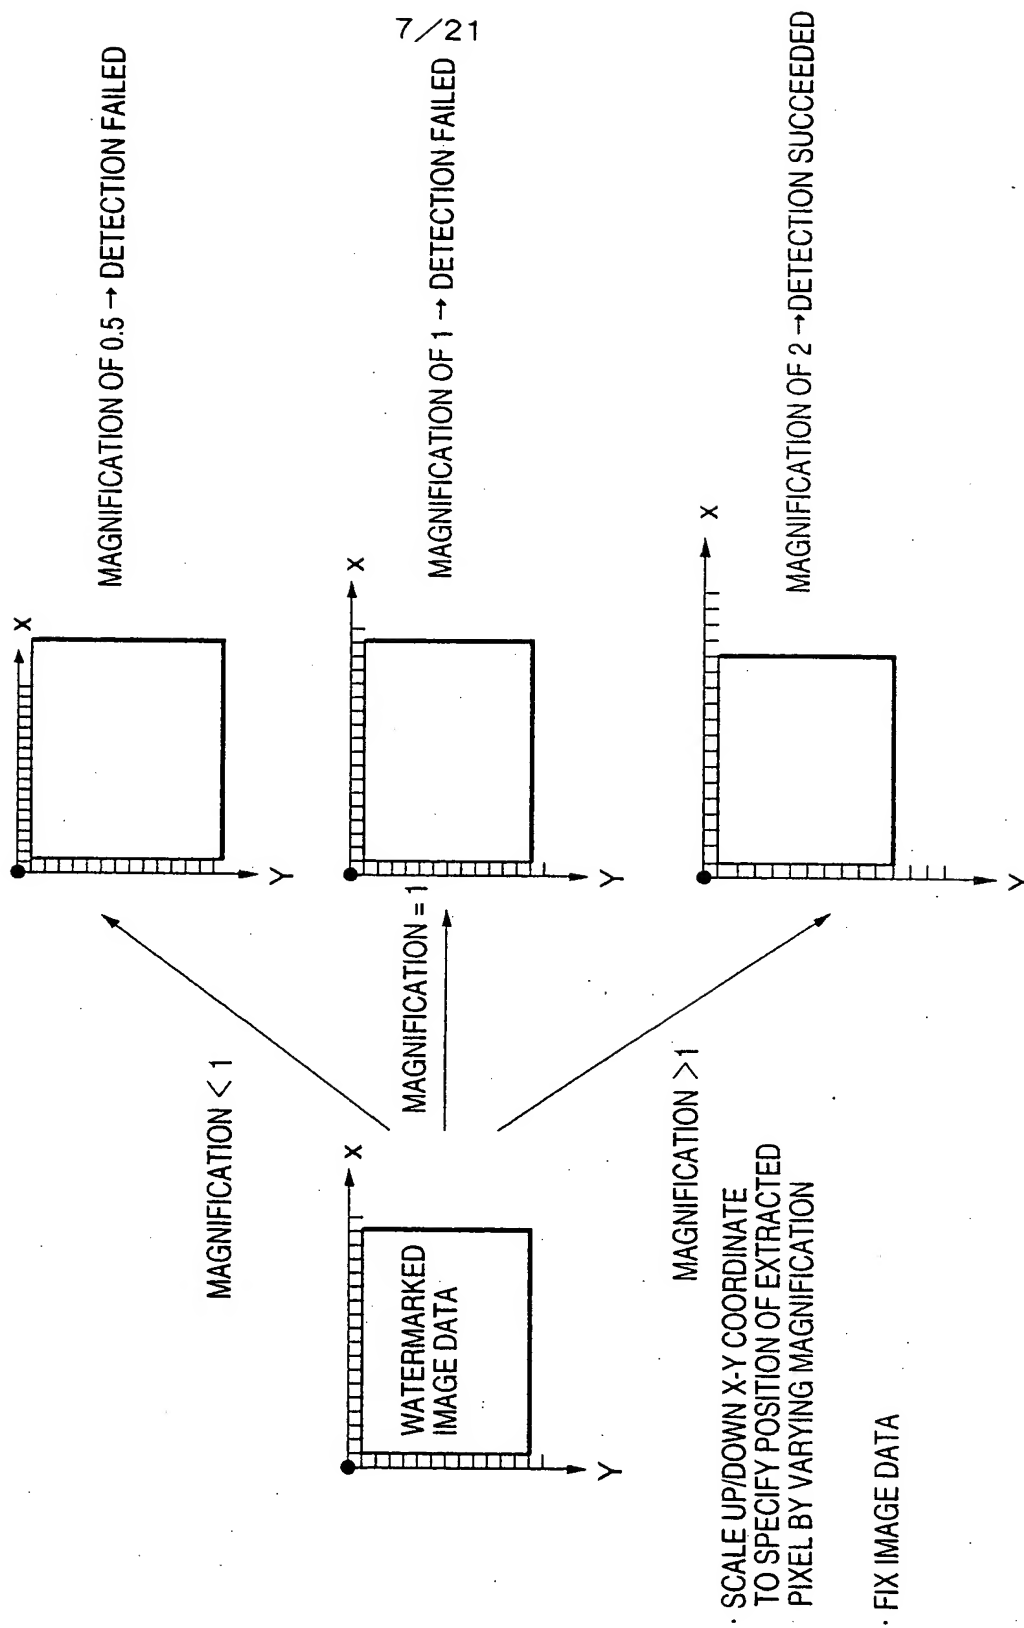 7/21
MAGNIFICATION < 1
X
Y
MAGNIFICATION OF 0.5 → DETECTION FAILED
X
Y
WATERMARKED
IMAGE DATA
MAGNIFICATION = 1
X
Y
MAGNIFICATION OF 1 → DETECTION FAILED
MAGNIFICATION >1
X
Y
MAGNIFICATION OF 2 → DETECTION SUCCEEDED
· SCALE UP/DOWN X-Y COORDINATE
TO SPECIFY POSITION OF EXTRACTED
PIXEL BY VARYING MAGNIFICATION
· FIX IMAGE DATA